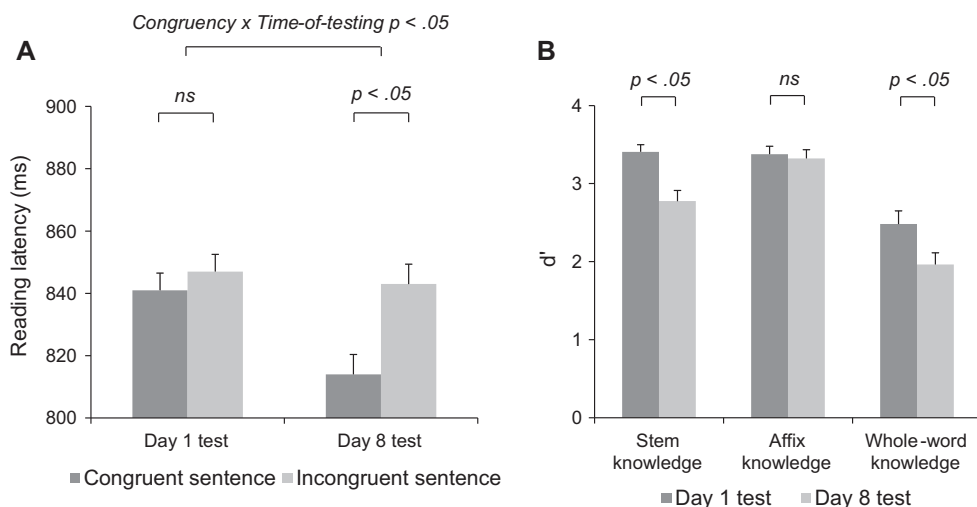 Congruency x Time-of-testing p < .05
A
ns
p < .05
900
880
860
840
820
800
Reading latency (ms)
Day 1 test
Day 8 test
Congruent sentence
Incongruent sentence
B
p < .05
ns
p < .05
4
3
2
1
0
d'
Stem
knowledge
Affix
knowledge
Whole-word
knowledge
Day 1 test
Day 8 test